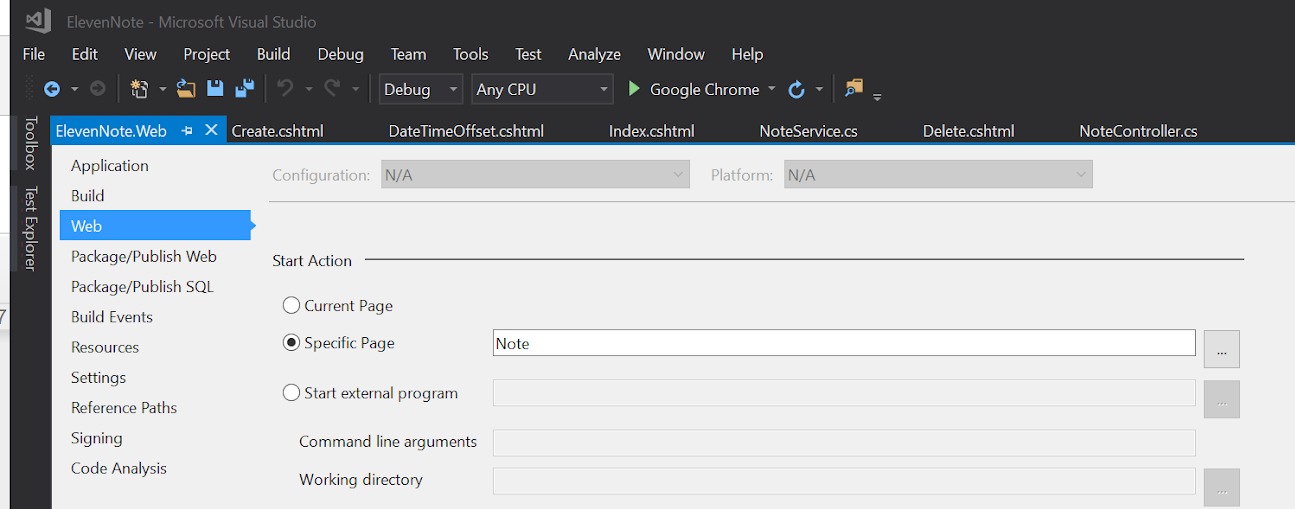 ElevenNote - Microsoft Visual Studio
File Edit View Project Build Debug Team Tools Test Analyze Window Help
Debug Any CPU Google Chrome
ElevenNote.Web Create.cshtml DateTimeOffset.cshtml Index.cshtml NoteService.cs Delete.cshtml NoteController.cs
Toolbox
Test Explorer
Application
Build
Web
Package/Publish Web
Package/Publish SQL
Build Events
Resources
Settings
Reference Paths
Signing
Code Analysis
Configuration: N/A Platform: N/A
Start Action
Current Page
Specific Page Note ...
Start external program ...
Command line arguments
Working directory ...
7